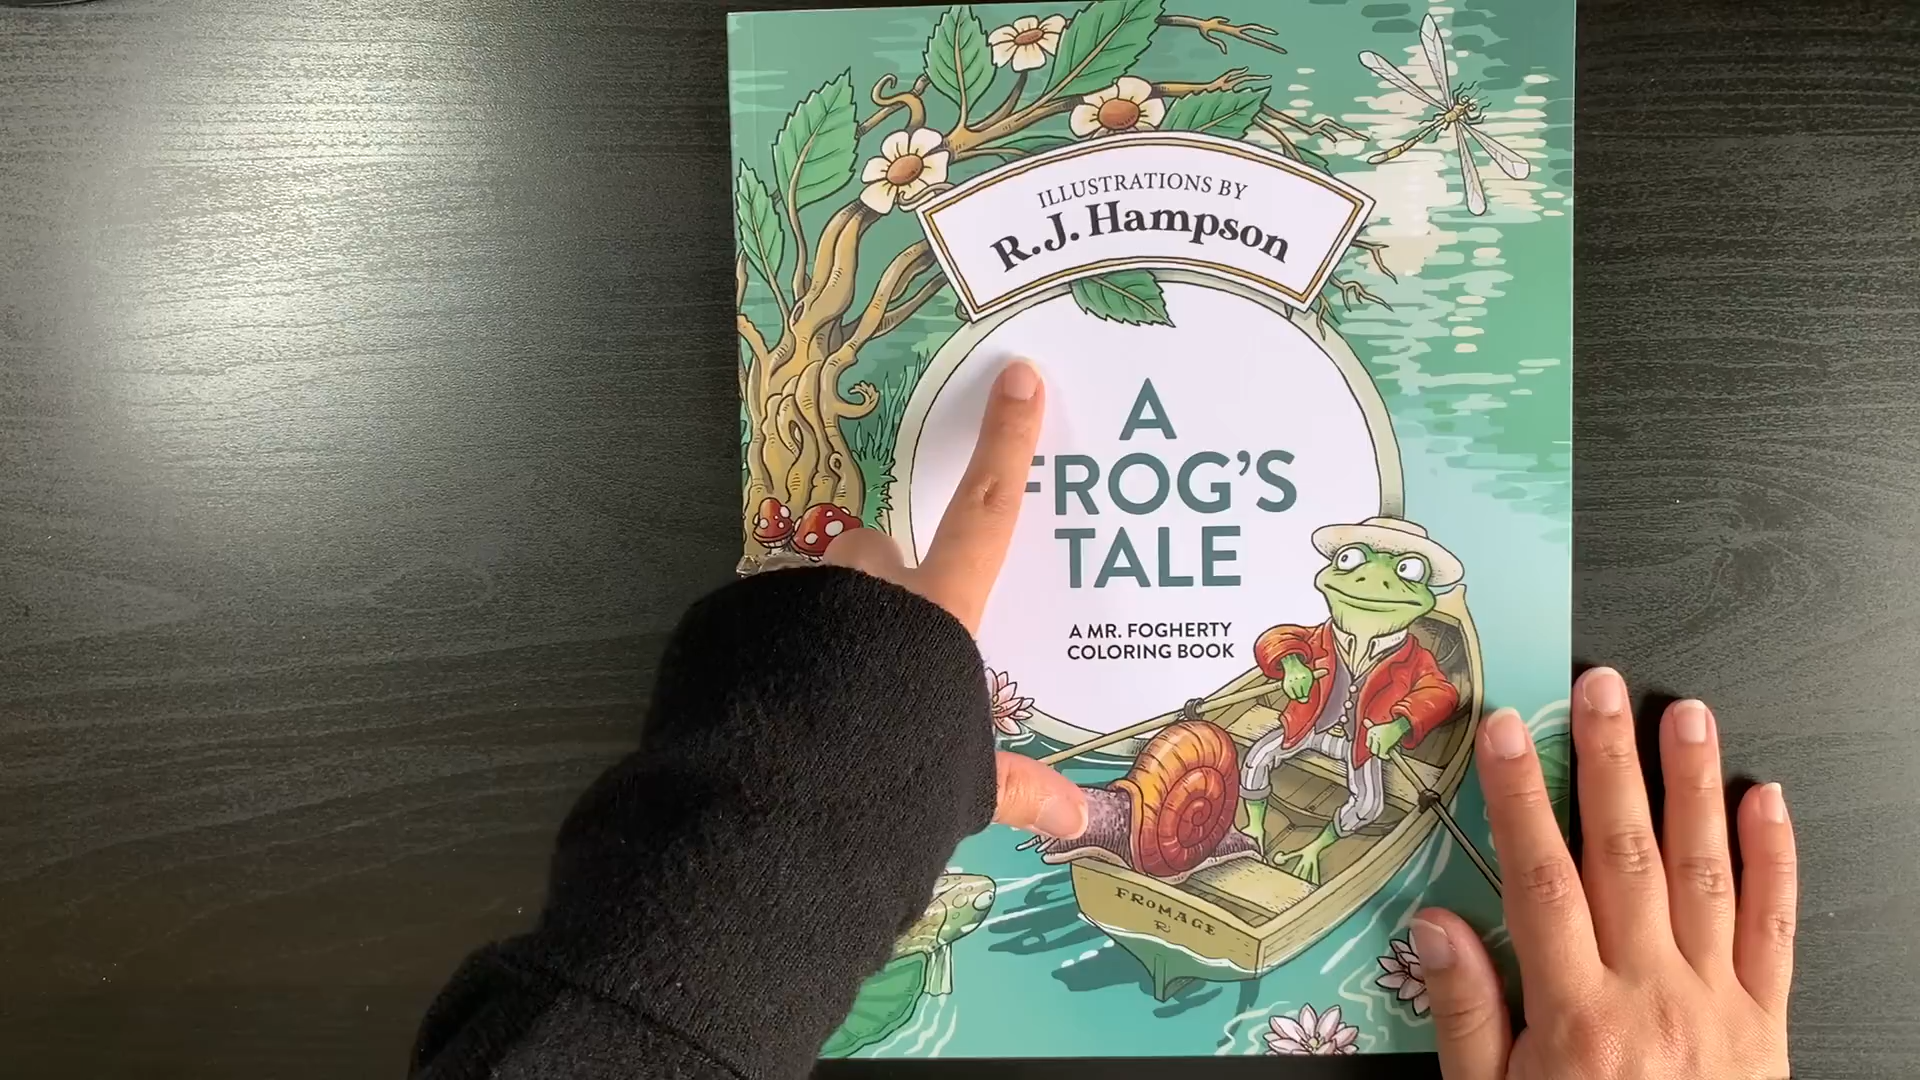 ILLUSTRATIONS BY
R.J. Hampson
A
FROG'S
TALE
A MR. FOGHERTY
COLORING BOOK
FROMAGE